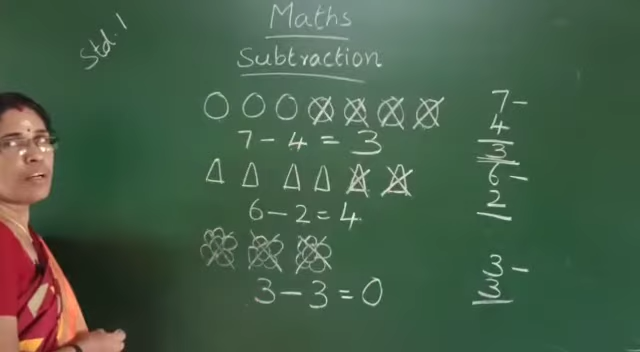 Maths
Std. 1
Subtraction
7 - 4 = 3
6 - 2 = 4
3 - 3 = 0
7 -
4
3
6 -
2
3 -
3